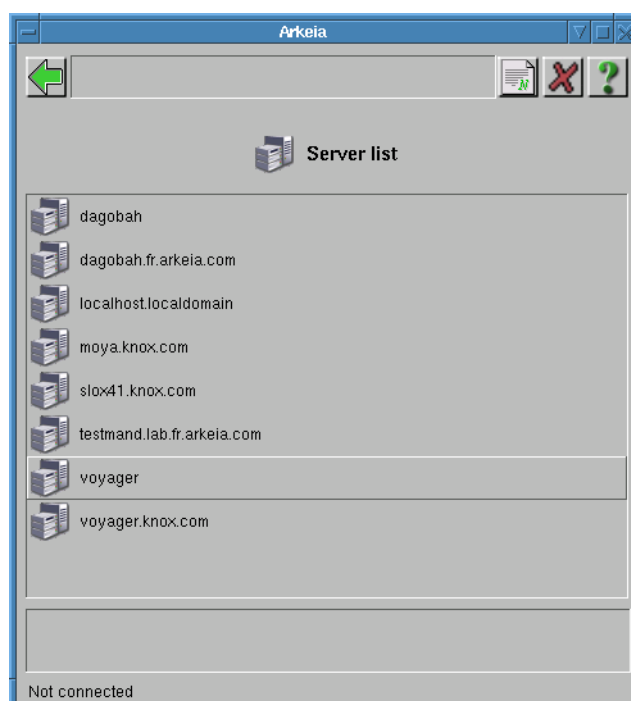 Arkeia
N
?
Server list
dagobah
dagobah.fr.arkeia.com
localhost.localdomain
moya.knox.com
slox41.knox.com
testmand.lab.fr.arkeia.com
voyager
voyager.knox.com
Not connected